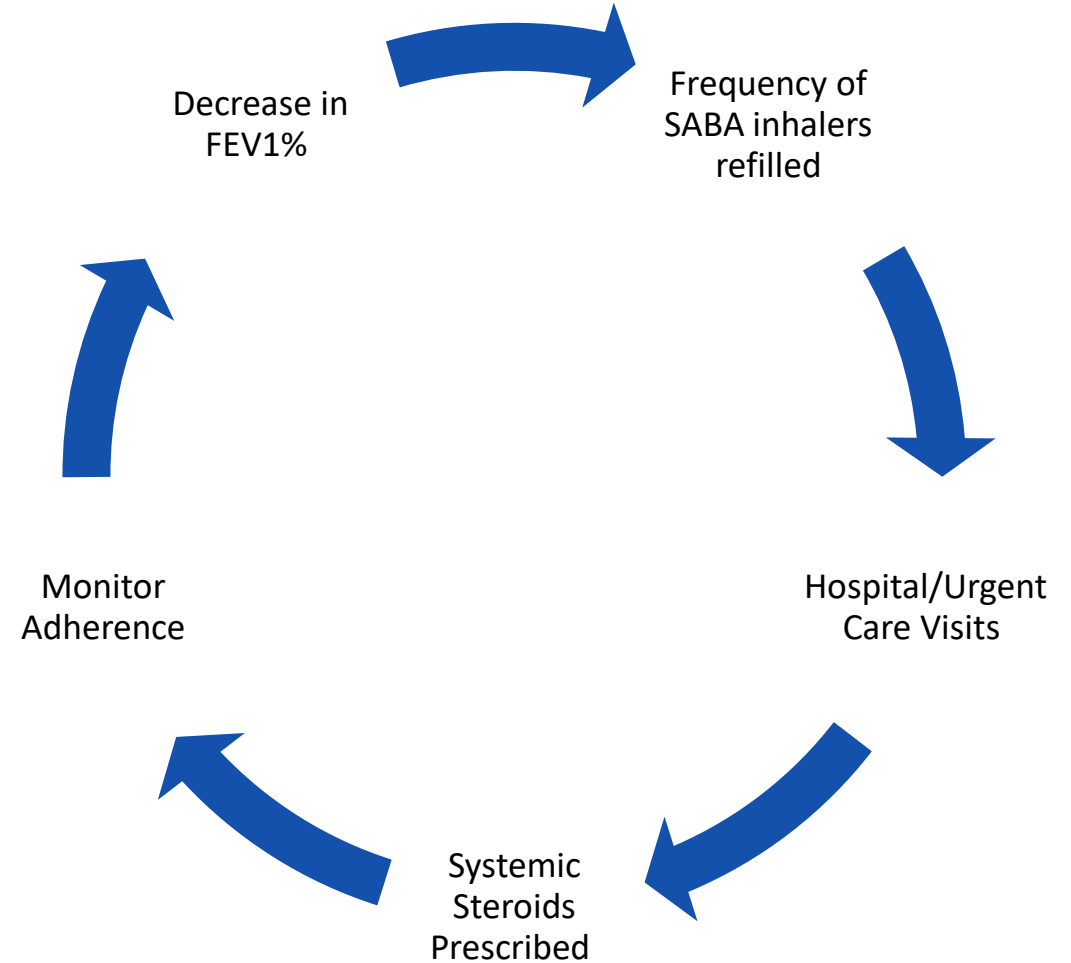 Decrease in
FEV1%
Frequency of
SABA inhalers
refilled
Hospital/Urgent
Care Visits
Systemic
Steroids
Prescribed
Monitor
Adherence